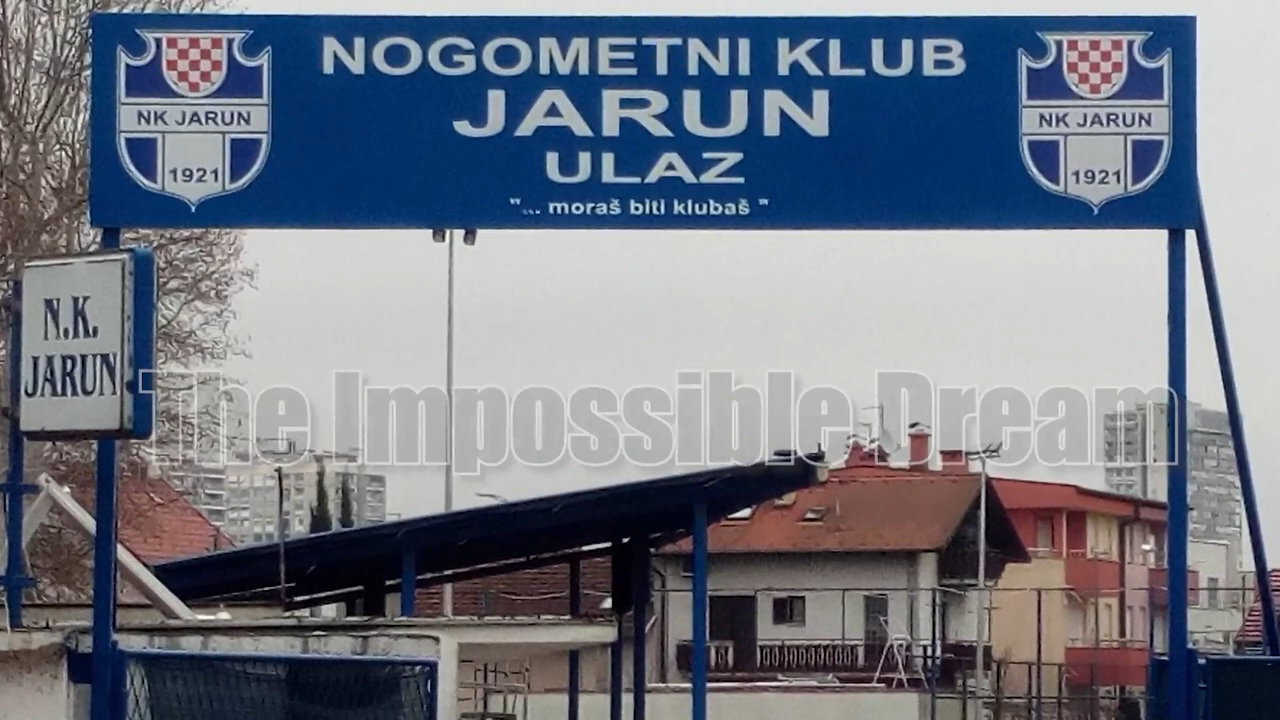 NOGOMETNI KLUB
JARUN
ULAZ
"... moraš biti klubaš "
NK JARUN
1921
NK JARUN
1921
N.K.
JARUN
The Impossible Dream